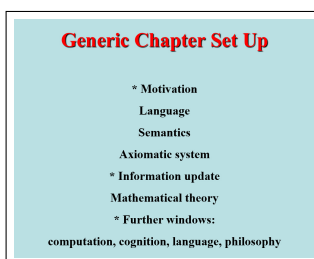 Generic Chapter Set Up
* Motivation
Language
Semantics
Axiomatic system
* Information update
Mathematical theory
* Further windows:
computation, cognition, language, philosophy